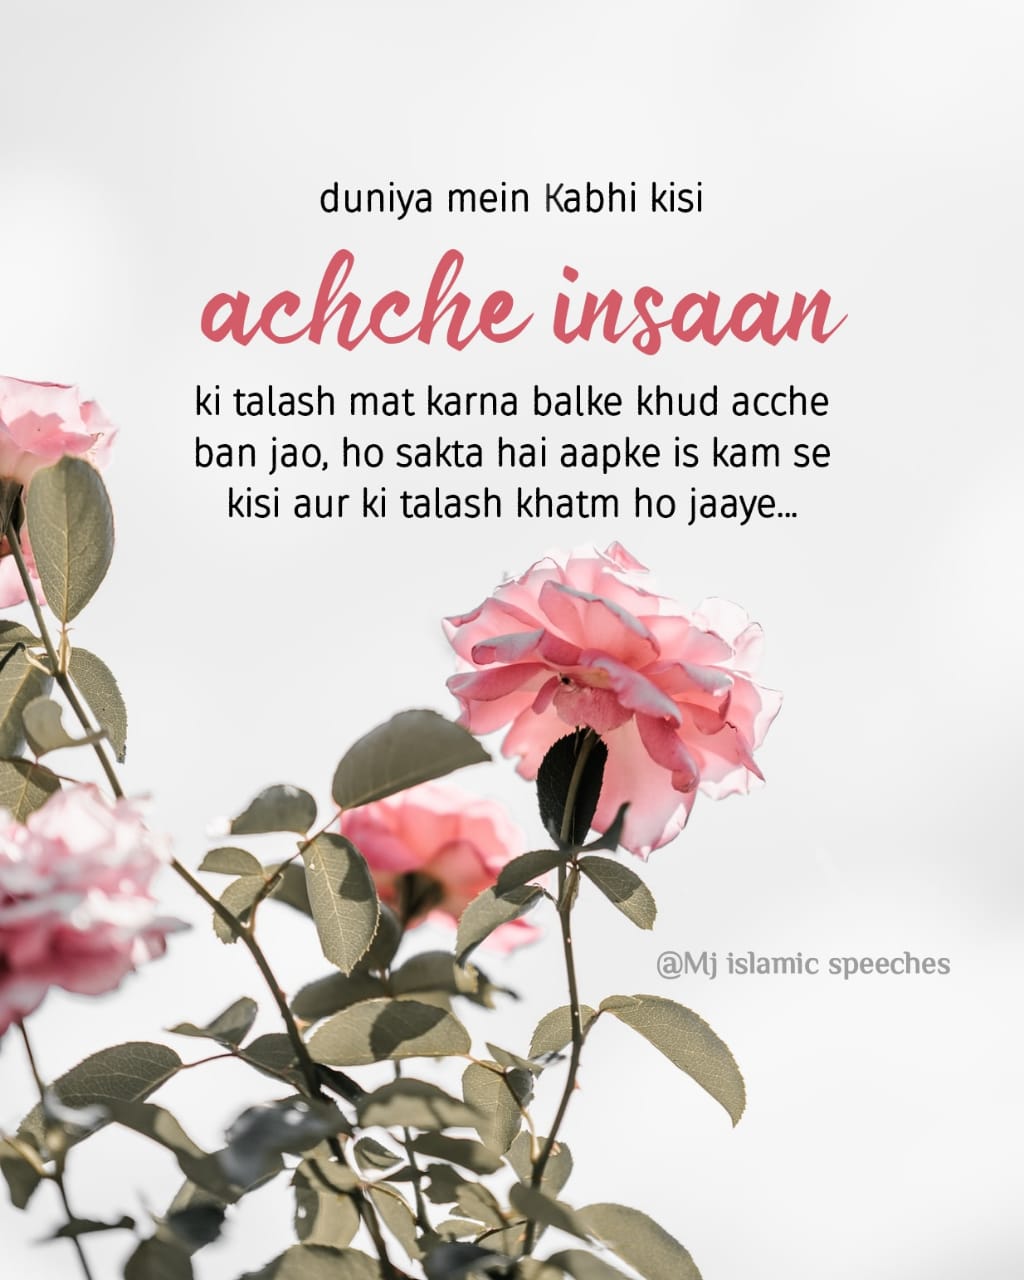 duniya mein Kabhi kisi
achche insaan
ki talash mat karna balke khud acche
ban jao, ho sakta hai aapke is kam se
kisi aur ki talash khatm ho jaaye...
@Mj islamic speeches